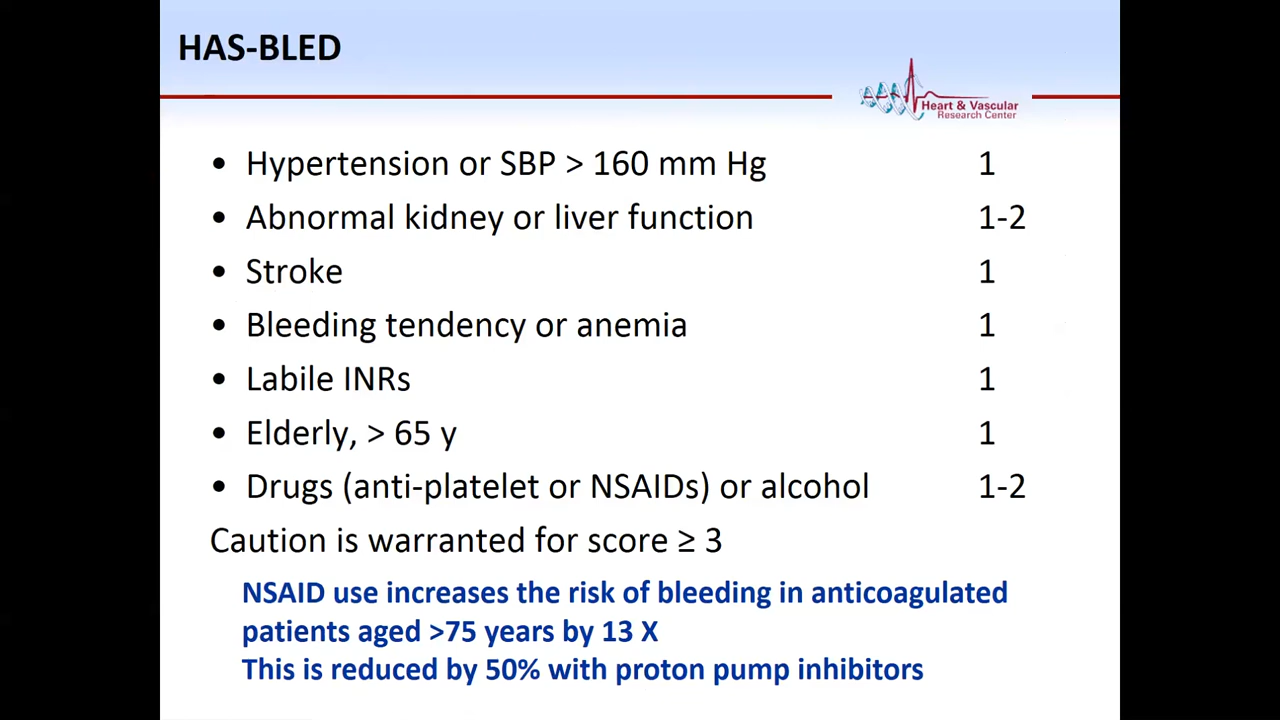 HAS-BLED
Heart & Vascular
Research Center
• Hypertension or SBP > 160 mm Hg 1
• Abnormal kidney or liver function 1-2
• Stroke 1
• Bleeding tendency or anemia 1
• Labile INRs 1
• Elderly, > 65 y 1
• Drugs (anti-platelet or NSAIDs) or alcohol 1-2
Caution is warranted for score ≥ 3
NSAID use increases the risk of bleeding in anticoagulated
patients aged >75 years by 13 X
This is reduced by 50% with proton pump inhibitors